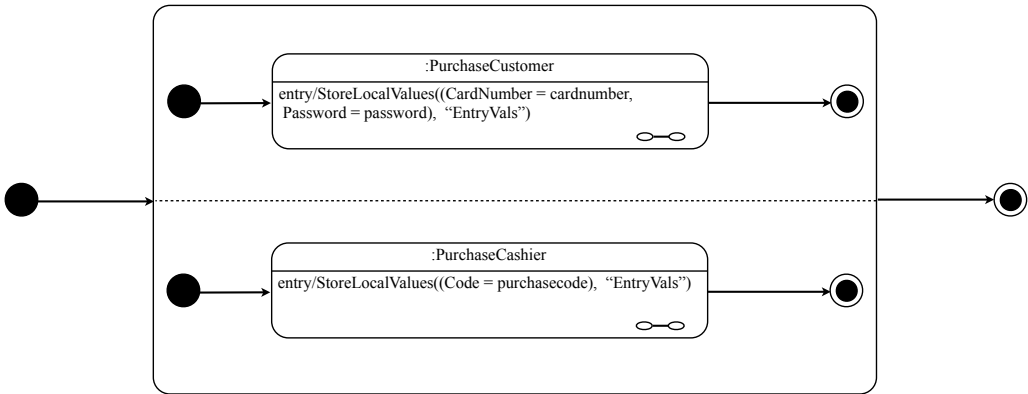 :PurchaseCustomer
entry/StoreLocalValues((CardNumber = cardnumber,
Password = password), “EntryVals”)
:PurchaseCashier
entry/StoreLocalValues((Code = purchasecode), “EntryVals”)